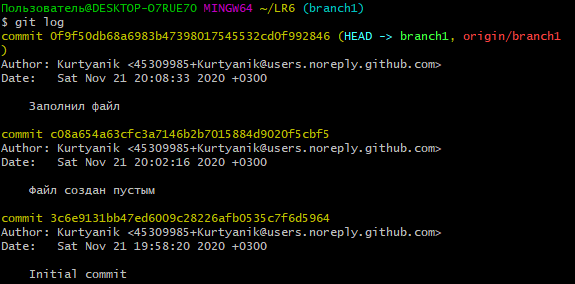 Пользователь@DESKTOP-O7RUE7O MINGW64 ~/LR6 (branch1)
$ git log
commit 0f9f50db68a6983b47398017545532cd0f992846 (HEAD -> branch1, origin/branch1
)
Author: Kurtyanik <45309985+Kurtyanik@users.noreply.github.com>
Date:   Sat Nov 21 20:08:33 2020 +0300
    Заполнил файл
commit c08a654a63cfc3a7146b2b7015884d9020f5cbf5
Author: Kurtyanik <45309985+Kurtyanik@users.noreply.github.com>
Date:   Sat Nov 21 20:02:16 2020 +0300
    Файл создан пустым
commit 3c6e9131bb47ed6009c28226afb0535c7f6d5964
Author: Kurtyanik <45309985+Kurtyanik@users.noreply.github.com>
Date:   Sat Nov 21 19:58:20 2020 +0300
    Initial commit